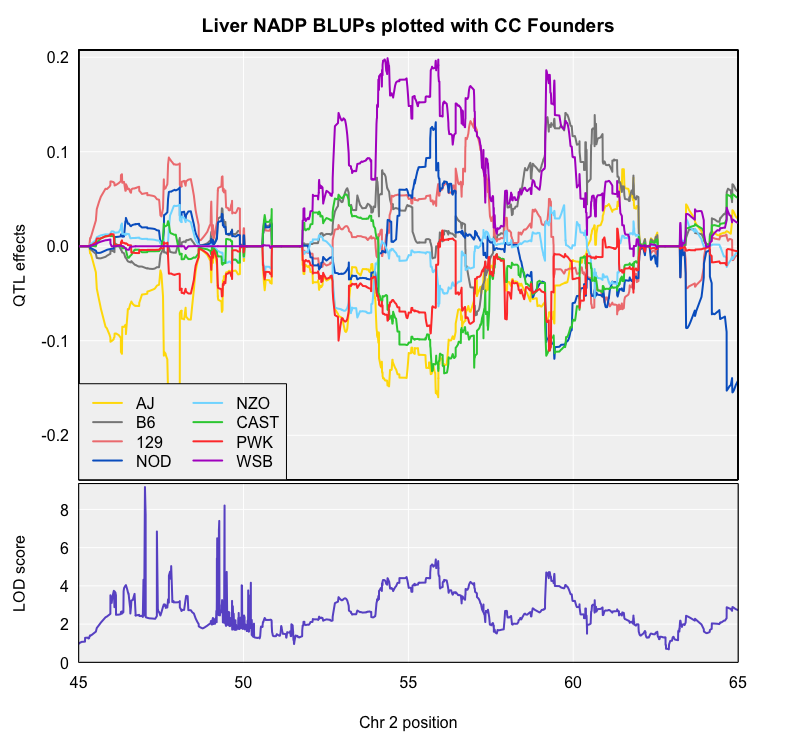 Liver NADP BLUPs plotted with CC Founders
0.2
0.1
0.0
-0.1
-0.2
QTL effects
AJ NZO
B6 CAST
129 PWK
NOD WSB
8
6
4
2
0
LOD score
45 50 55 60 65
Chr 2 position